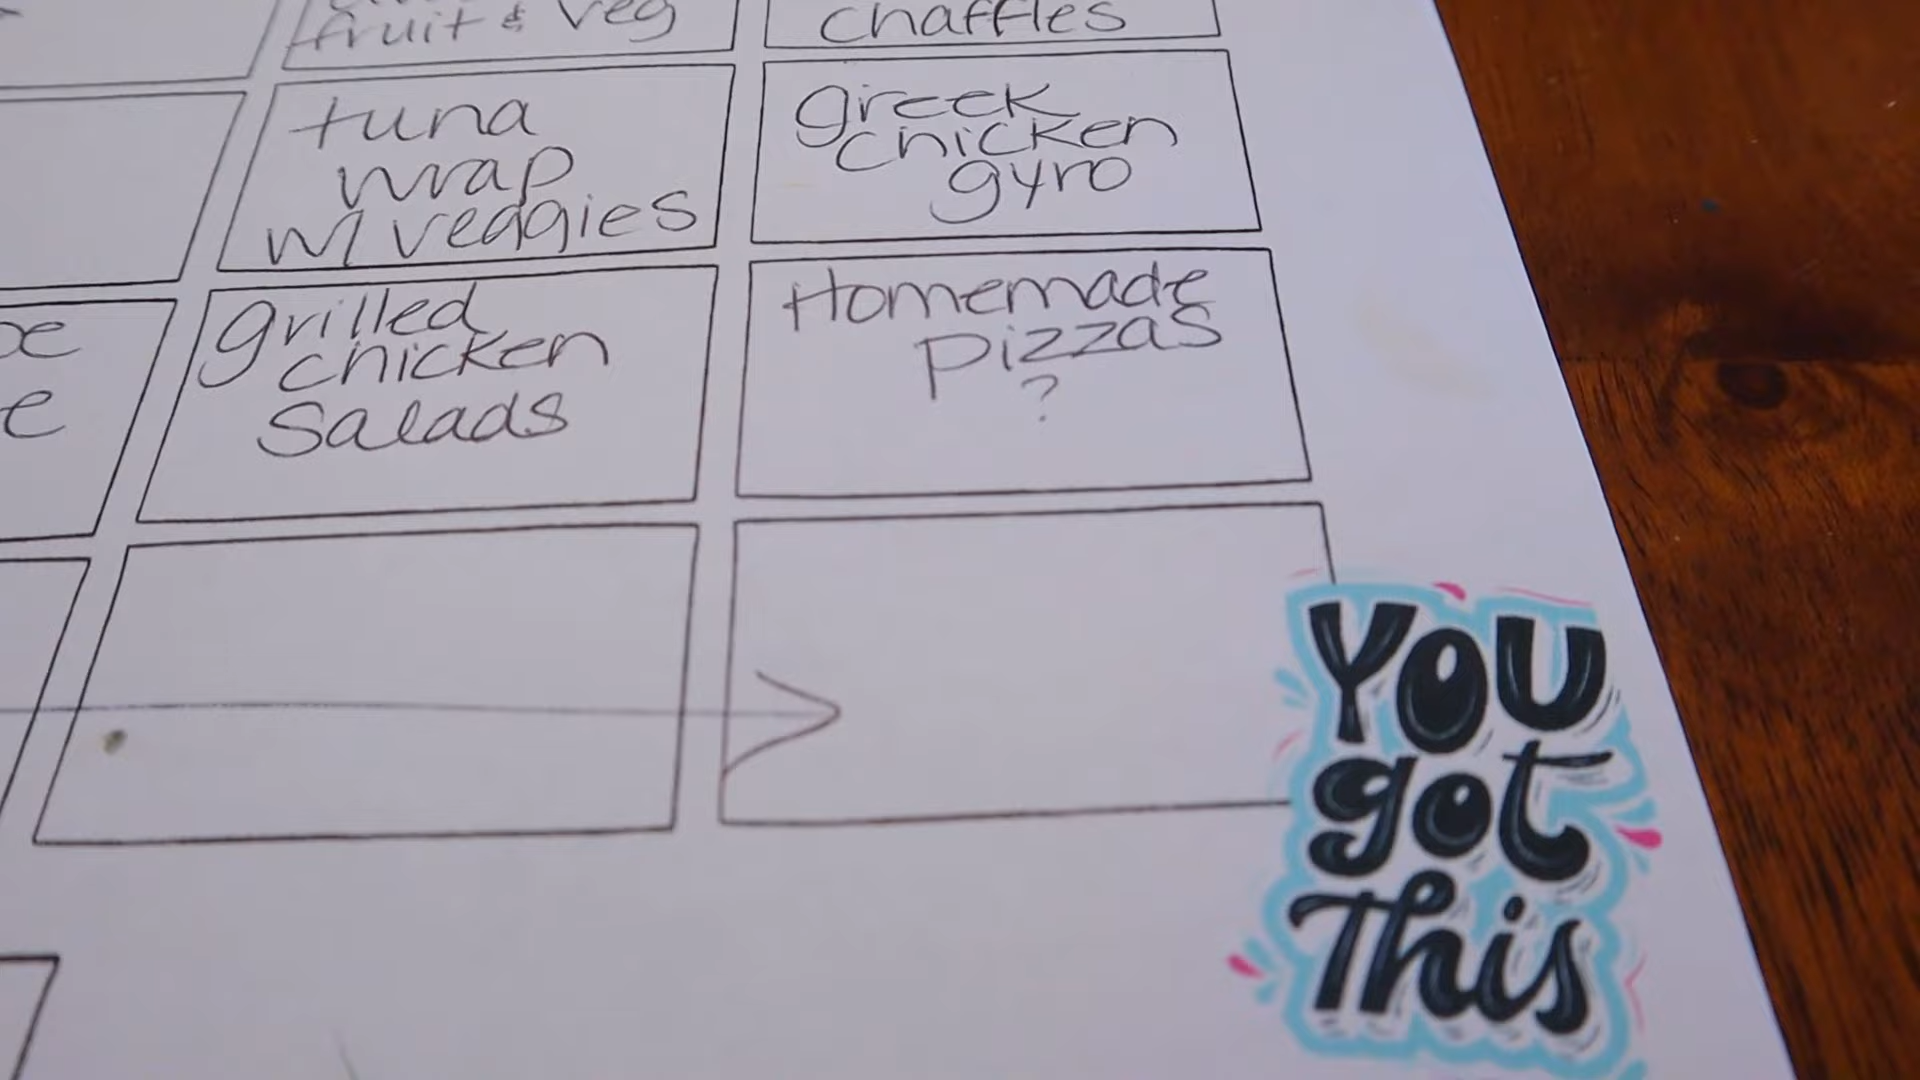 fruit & veg
chaffles
tuna
wrap
w/ veggies
greek
chicken
gyro
grilled
chicken
salads
Homemade
pizzas
?
You
got
This